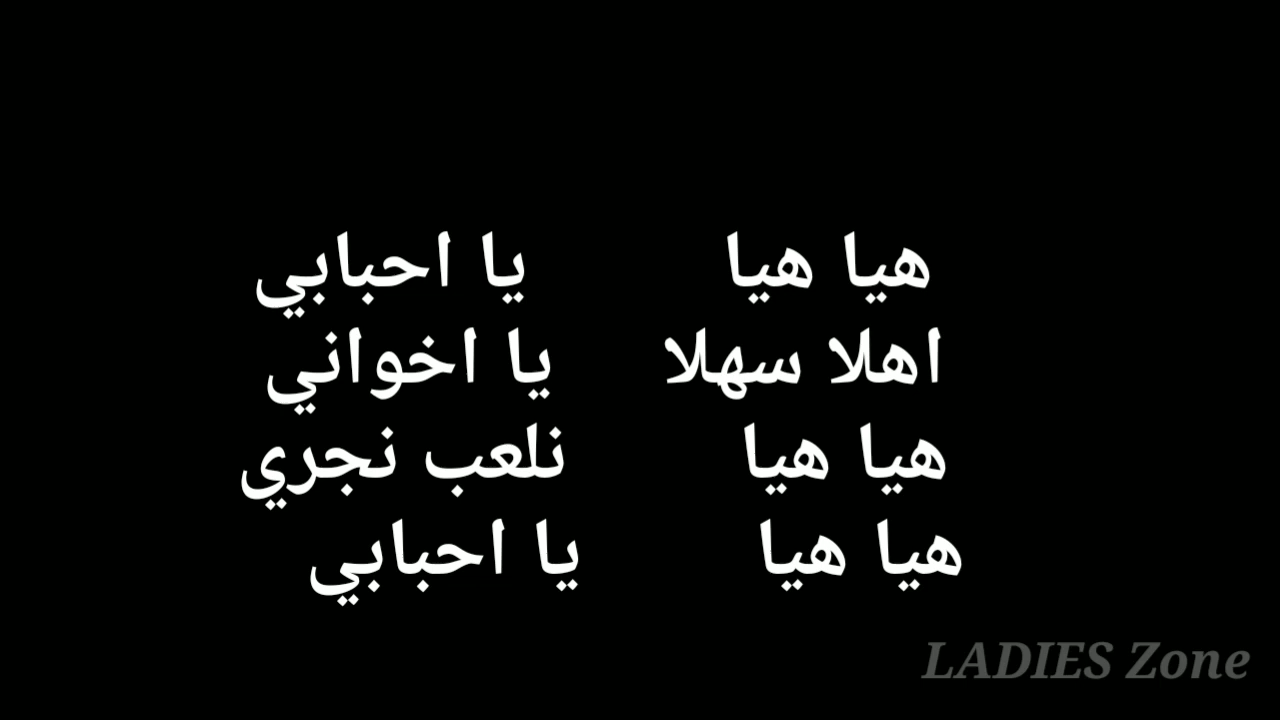 هيا هيا يا احبابي
اهلا سهلا يا اخواني
هيا هيا نلعب نجري
هيا هيا يا احبابي
LADIES Zone